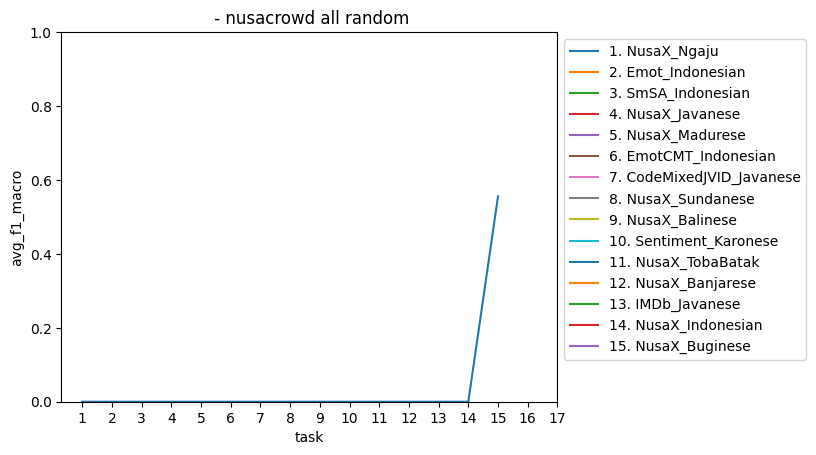 - nusacrowd all random
1.0
0.8
0.6
0.4
0.2
0.0
avg_f1_macro
1 2 3 4 5 6 7 8 9 10 11 12 13 14 15 16 17
task
1. NusaX_Ngaju
2. Emot_Indonesian
3. SmSA_Indonesian
4. NusaX_Javanese
5. NusaX_Madurese
6. EmotCMT_Indonesian
7. CodeMixedJVID_Javanese
8. NusaX_Sundanese
9. NusaX_Balinese
10. Sentiment_Karonese
11. NusaX_TobaBatak
12. NusaX_Banjarese
13. IMDb_Javanese
14. NusaX_Indonesian
15. NusaX_Buginese